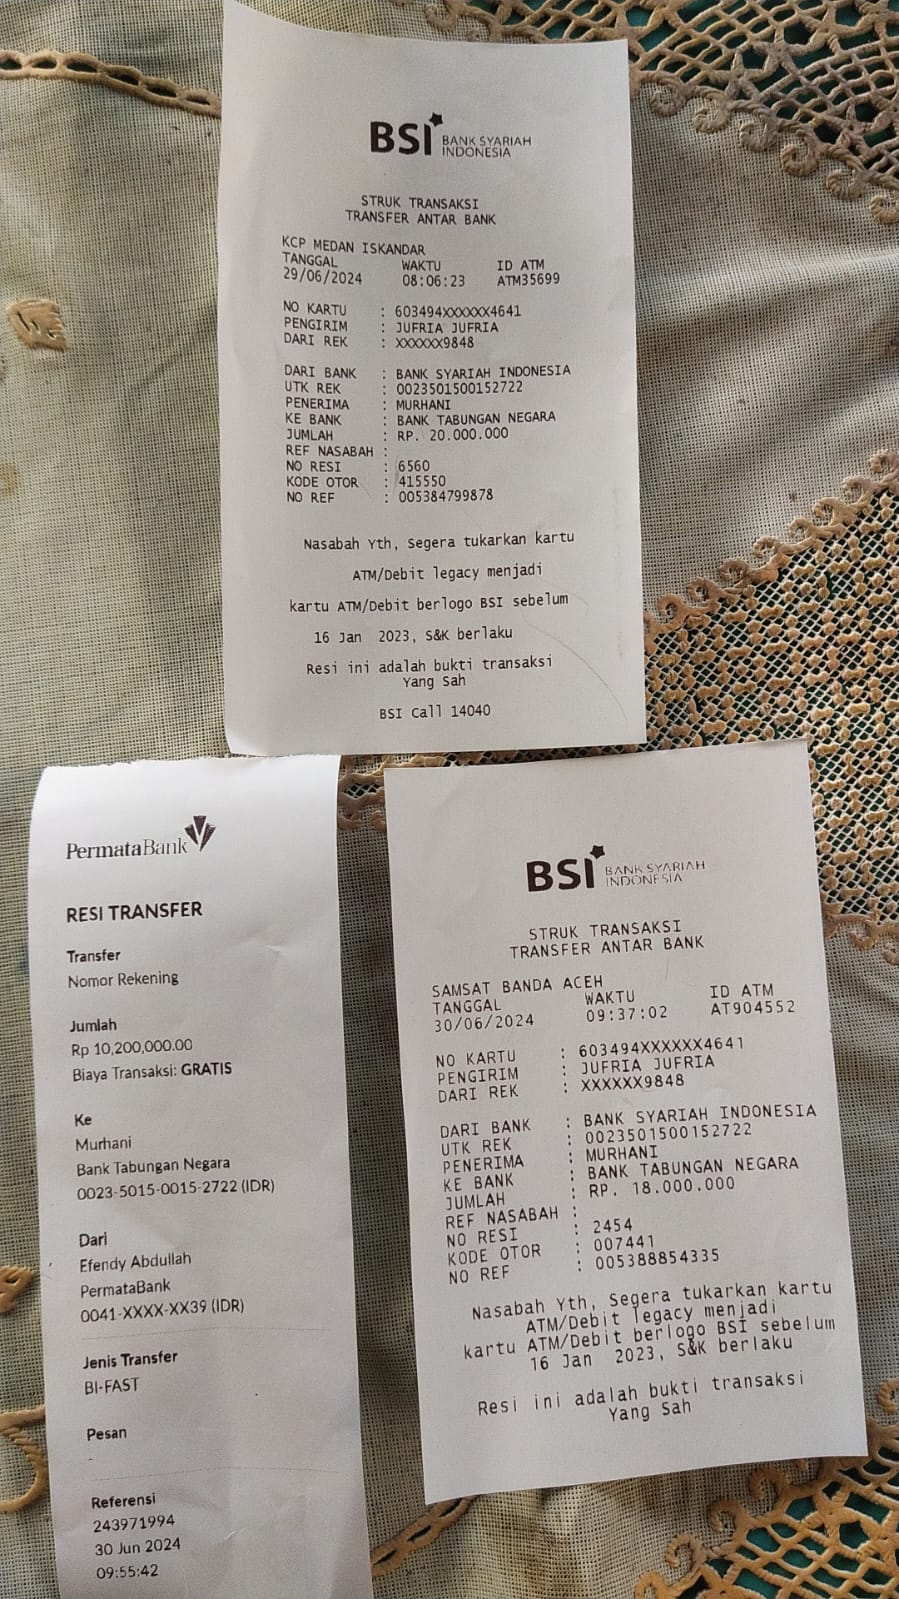 BSI BANK SYARIAH
INDONESIA
STRUK TRANSAKSI
TRANSFER ANTAR BANK
KCP MEDAN ISKANDAR
TANGGAL WAKTU ID ATM
29/06/2024 08:06:23 ATM35699
NO KARTU : 603494XXXXXX4641
PENGIRIM : JUFRIA JUFRIA
DARI REK : XXXXXX9848
DARI BANK : BANK SYARIAH INDONESIA
UTK REK : 0023501500152722
PENERIMA : MURHANI
KE BANK : BANK TABUNGAN NEGARA
JUMLAH : RP. 20.000.000
REF NASABAH :
NO RESI : 6560
KODE OTOR : 415550
NO REF : 005384799878
Nasabah Yth, Segera tukarkan kartu
ATM/Debit legacy menjadi
kartu ATM/Debit berlogo BSI sebelum
16 Jan 2023, S&K berlaku
Resi ini adalah bukti transaksi
Yang Sah
BSI Call 14040
PermataBank
RESI TRANSFER
Transfer
Nomor Rekening
Jumlah
Rp 10,200,000.00
Biaya Transaksi: GRATIS
Ke
Murhani
Bank Tabungan Negara
0023-5015-0015-2722 (IDR)
Dari
Efendy Abdullah
PermataBank
0041-XXXX-XX39 (IDR)
Jenis Transfer
BI-FAST
Pesan
Referensi
243971994
30 Jun 2024
09:55:42
BSI BANK SYARIAH
INDONESIA
STRUK TRANSAKSI
TRANSFER ANTAR BANK
SAMSAT BANDA ACEH
TANGGAL WAKTU ID ATM
30/06/2024 09:37:02 AT904552
NO KARTU : 603494XXXXXX4641
PENGIRIM : JUFRIA JUFRIA
DARI REK : XXXXXX9848
DARI BANK : BANK SYARIAH INDONESIA
UTK REK : 0023501500152722
PENERIMA : MURHANI
KE BANK : BANK TABUNGAN NEGARA
JUMLAH : RP. 18.000.000
REF NASABAH :
NO RESI : 2454
KODE OTOR : 007441
NO REF : 005388854335
Nasabah Yth, Segera tukarkan kartu
ATM/Debit legacy menjadi
kartu ATM/Debit berlogo BSI sebelum
16 Jan 2023, S&K berlaku
Resi ini adalah bukti transaksi
Yang Sah